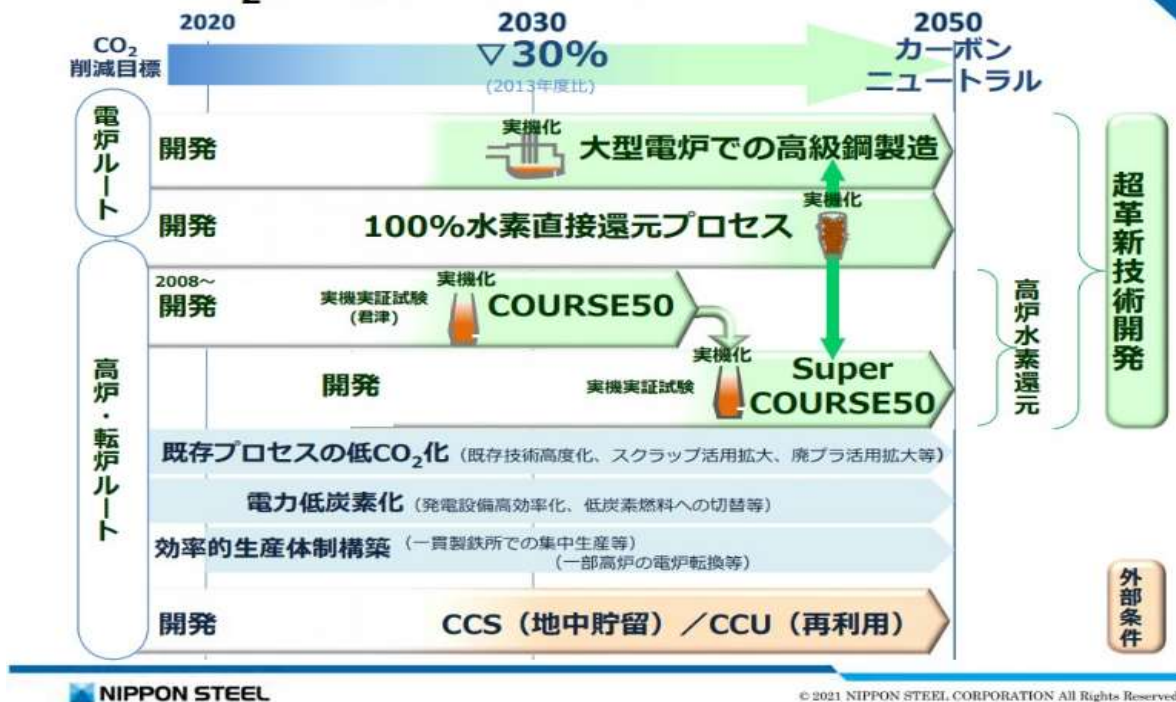 2
2020
2030
2050
CO₂
削減目標
▽30%
(2013年度比)
カーボン
ニュートラル
電炉ルート
開発
実機化
大型電炉での高級鋼製造
開発
100%水素直接還元プロセス
実機化
高炉・転炉ルート
2008～
開発
実機実証試験
(君津)
実機化
COURSE50
開発
実機実証試験
実機化
Super
COURSE50
高炉水素還元
超革新技術開発
既存プロセスの低CO₂化(既存技術高度化、スクラップ活用拡大、廃プラ活用拡大等)
電力低炭素化(発電設備高効率化、低炭素燃料への切替等)
効率的生産体制構築(一貫製鉄所での集中生産等)
(一部高炉の電炉転換等)
開発
CCS(地中貯留)/CCU(再利用)
外部条件
NIPPON STEEL
© 2021 NIPPON STEEL CORPORATION All Rights Reserved